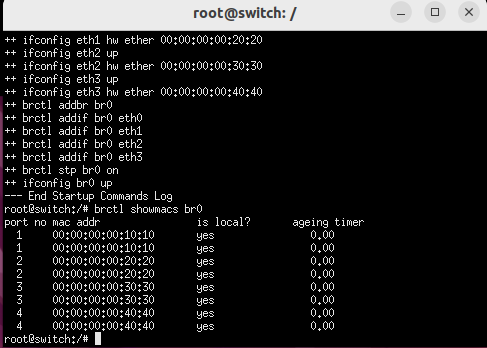 root@switch: /
++ ifconfig eth1 hw ether 00:00:00:00:20:20
++ ifconfig eth2 up
++ ifconfig eth2 hw ether 00:00:00:00:30:30
++ ifconfig eth3 up
++ ifconfig eth3 hw ether 00:00:00:00:40:40
++ brctl addbr br0
++ brctl addif br0 eth0
++ brctl addif br0 eth1
++ brctl addif br0 eth2
++ brctl addif br0 eth3
++ brctl stp br0 on
++ ifconfig br0 up
--- End Startup Commands Log
root@switch:/# brctl showmacs br0
port no mac addr is local? ageing timer
1 00:00:00:00:10:10 yes 0.00
1 00:00:00:00:10:10 yes 0.00
2 00:00:00:00:20:20 yes 0.00
2 00:00:00:00:20:20 yes 0.00
3 00:00:00:00:30:30 yes 0.00
3 00:00:00:00:30:30 yes 0.00
4 00:00:00:00:40:40 yes 0.00
4 00:00:00:00:40:40 yes 0.00
root@switch:/#